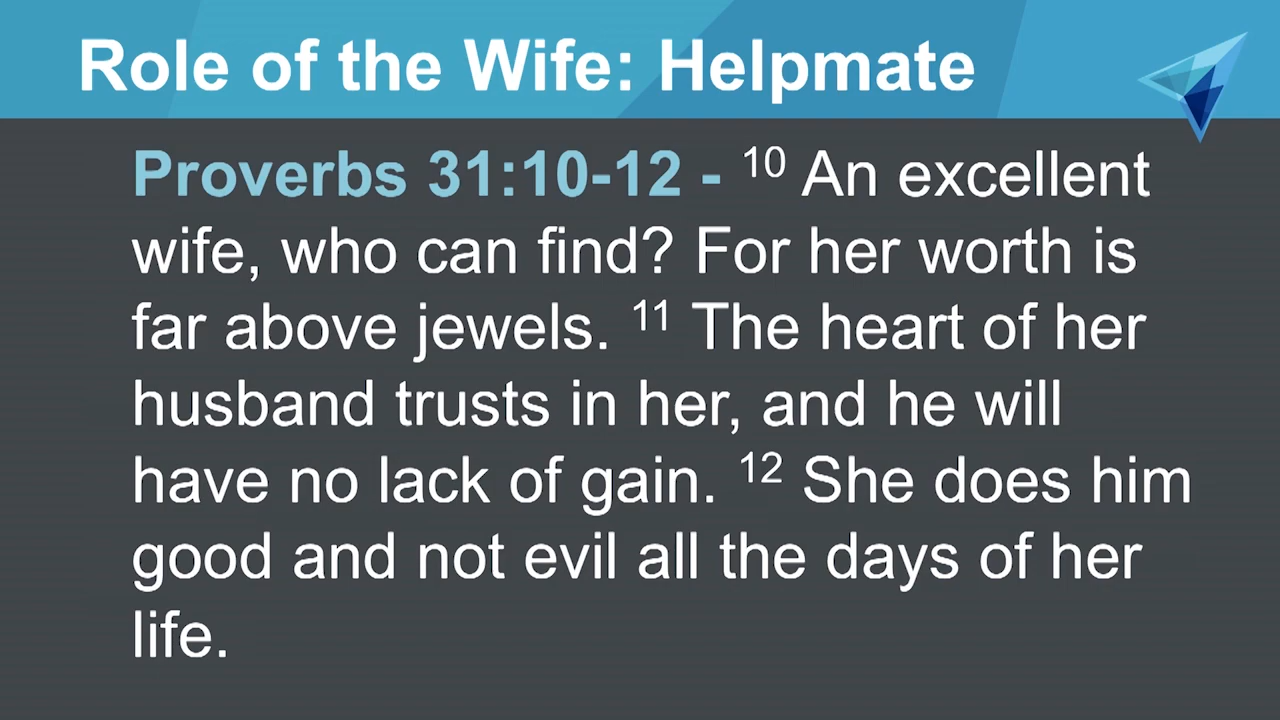 Role of the Wife: Helpmate
Proverbs 31:10-12 - 10 An excellent
wife, who can find? For her worth is
far above jewels. 11 The heart of her
husband trusts in her, and he will
have no lack of gain. 12 She does him
good and not evil all the days of her
life.